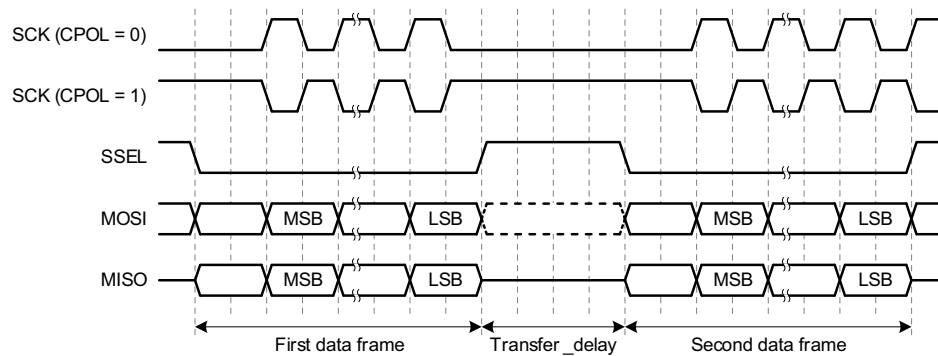 SCK (CPOL = 0)
SCK (CPOL = 1)
SSEL
MOSI MSB LSB MSB LSB
MISO MSB LSB MSB LSB
First data frame Transfer _delay Second data frame